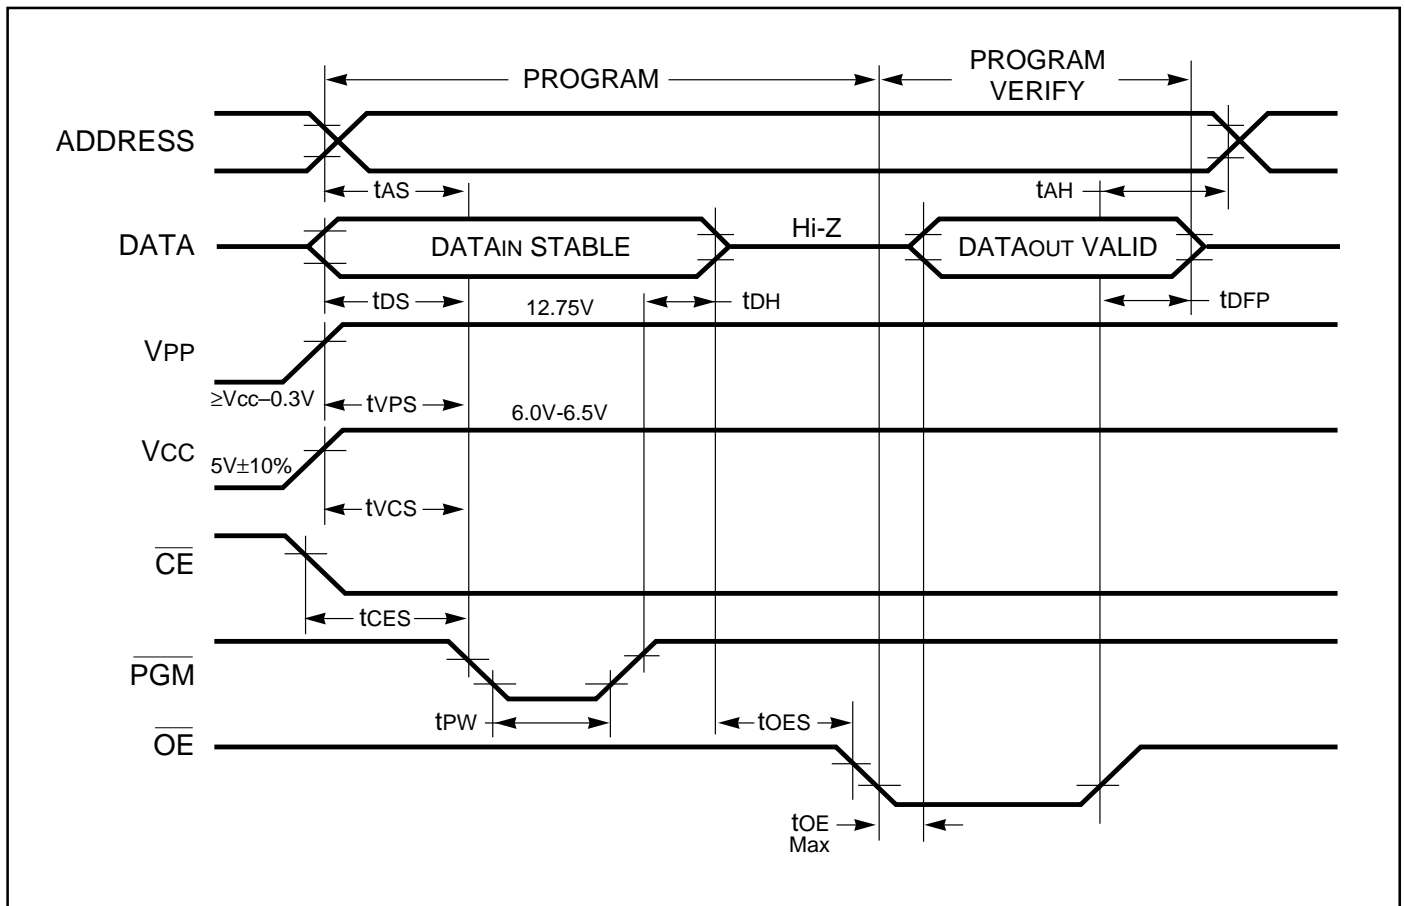 PROGRAM
PROGRAM
VERIFY
ADDRESS
tAS
tAH
DATA
DATAIN STABLE
Hi-Z
DATAOUT VALID
tDS
12.75V
tDH
tDFP
VPP
≥Vcc–0.3V
tVPS
6.0V-6.5V
VCC
5V±10%
tVCS
CE
tCES
PGM
tPW
tOES
OE
tOE
Max